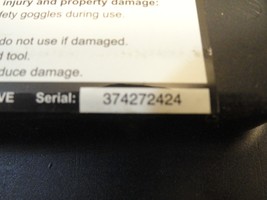 injury and property damage:
fety goggles during use.
do not use if damaged.
d tool.
duce damage.
VE Serial: 374272424